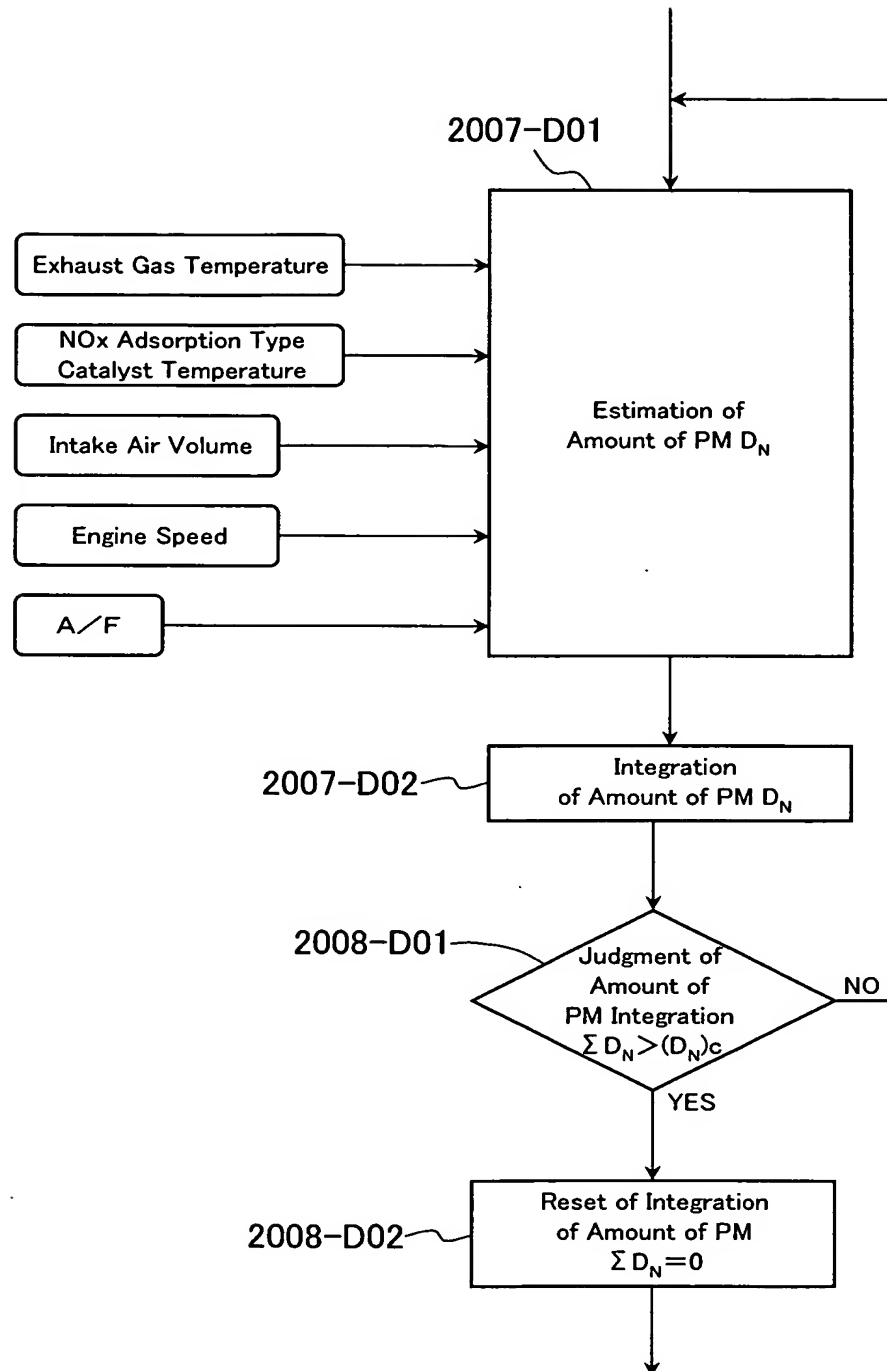 2007-D01
Exhaust Gas Temperature
NOx Adsorption Type
Catalyst Temperature
Intake Air Volume
Engine Speed
A／F
Estimation of
Amount of PM D_N
2007-D02
Integration
of Amount of PM D_N
2008-D01
Judgment of
Amount of
PM Integration
Σ D_N＞(D_N)c
NO
YES
2008-D02
Reset of Integration
of Amount of PM
Σ D_N＝0